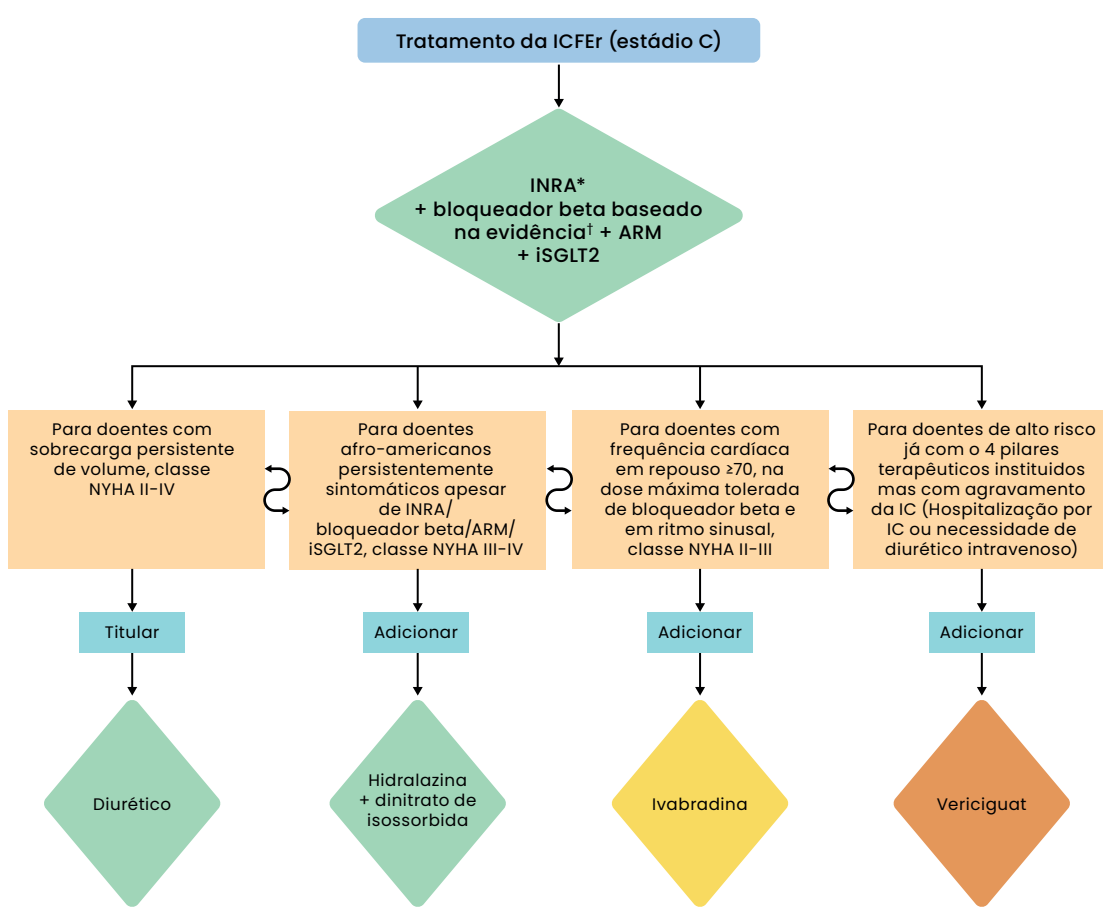 Tratamento da ICFEr (estádio C)
INRA*
+ bloqueador beta baseado
na evidência† + ARM
+ iSGLT2
Para doentes com
sobrecarga persistente
de volume, classe
NYHA II-IV
Para doentes
afro-americanos
persistentemente
sintomáticos apesar
de INRA/
bloqueador beta/ARM/
iSGLT2, classe NYHA III-IV
Para doentes com
frequência cardíaca
em repouso ≥70, na
dose máxima tolerada
de bloqueador beta e
em ritmo sinusal,
classe NYHA II-III
Para doentes de alto risco
já com o 4 pilares
terapêuticos instituidos
mas com agravamento
da IC (Hospitalização por
IC ou necessidade de
diurético intravenoso)
Titular
Adicionar
Adicionar
Adicionar
Diurético
Hidralazina
+ dinitrato de
isossorbida
Ivabradina
Vericiguat